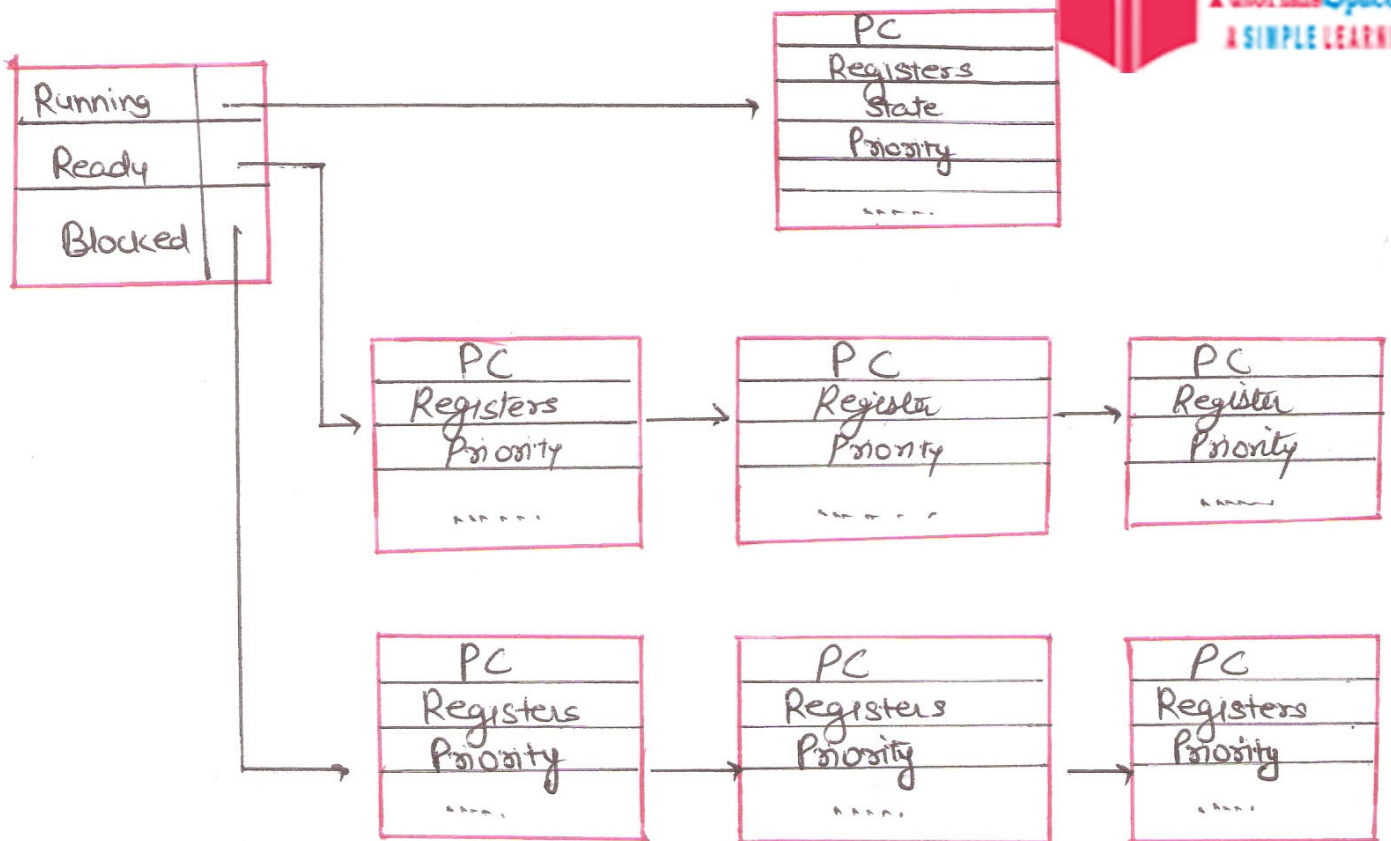 A SIMPLE LEARNI
PC
Registers
State
Priority
.....
Running
Ready
Blocked
PC
Registers
Priority
......
PC
Register
Priority
......
PC
Register
Priority
......
PC
Registers
Priority
.....
PC
Registers
Priority
.....
PC
Registers
Priority
.....